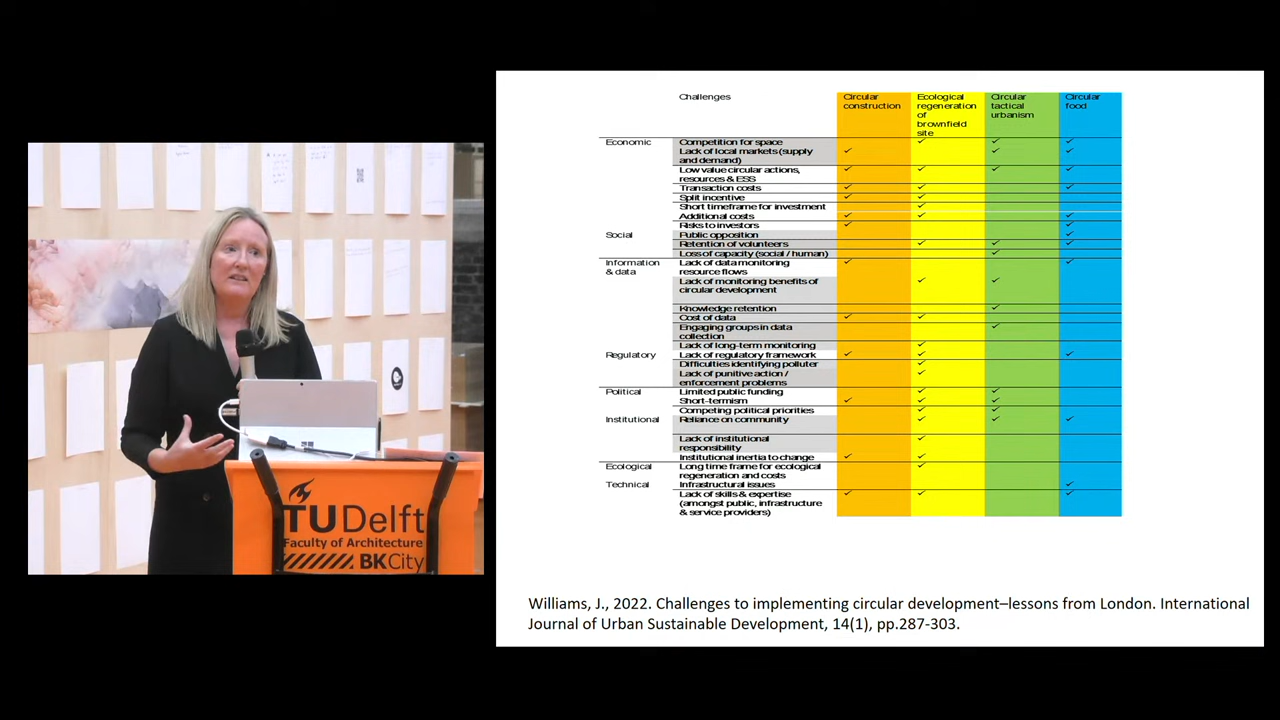 TUDelft
Faculty of Architecture
BKCity
Challenges
Circular
construction
Ecological
regeneration
of
brownfield
site
Circular
tactical
urbanism
Circular
food
Economic
Competition for space ✓ ✓ ✓
Lack of local markets (supply ✓ ✓ ✓
and demand)
Low value circular actions, ✓ ✓ ✓ ✓
resources & ESS
Transaction costs ✓ ✓ ✓
Split incentive ✓ ✓
Short timeframe for investment ✓
Additional costs ✓ ✓ ✓
Risks to investors ✓ ✓
Social
Public opposition ✓
Retention of volunteers ✓ ✓ ✓
Loss of capacity (social / human) ✓
Information
& data
Lack of data monitoring ✓ ✓
resource flows
Lack of monitoring benefits of ✓ ✓
circular development
Knowledge retention ✓
Cost of data ✓ ✓
Engaging groups in data ✓
collection
Lack of long-term monitoring ✓
Regulatory
Lack of regulatory framework ✓ ✓ ✓
Difficulties identifying polluter ✓
Lack of punitive action / ✓
enforcement problems
Political
Limited public funding ✓ ✓
Short-termism ✓ ✓ ✓
Competing political priorities ✓ ✓
Institutional
Reliance on community ✓ ✓ ✓
Lack of institutional ✓
responsibility
Institutional inertia to change ✓ ✓
Ecological
Long time frame for ecological ✓
regeneration and costs
Technical
Infrastructural issues ✓
Lack of skills & expertise ✓ ✓ ✓
(amongst public, infrastructure
& service providers)
Williams, J., 2022. Challenges to implementing circular development–lessons from London. International
Journal of Urban Sustainable Development, 14(1), pp.287-303.